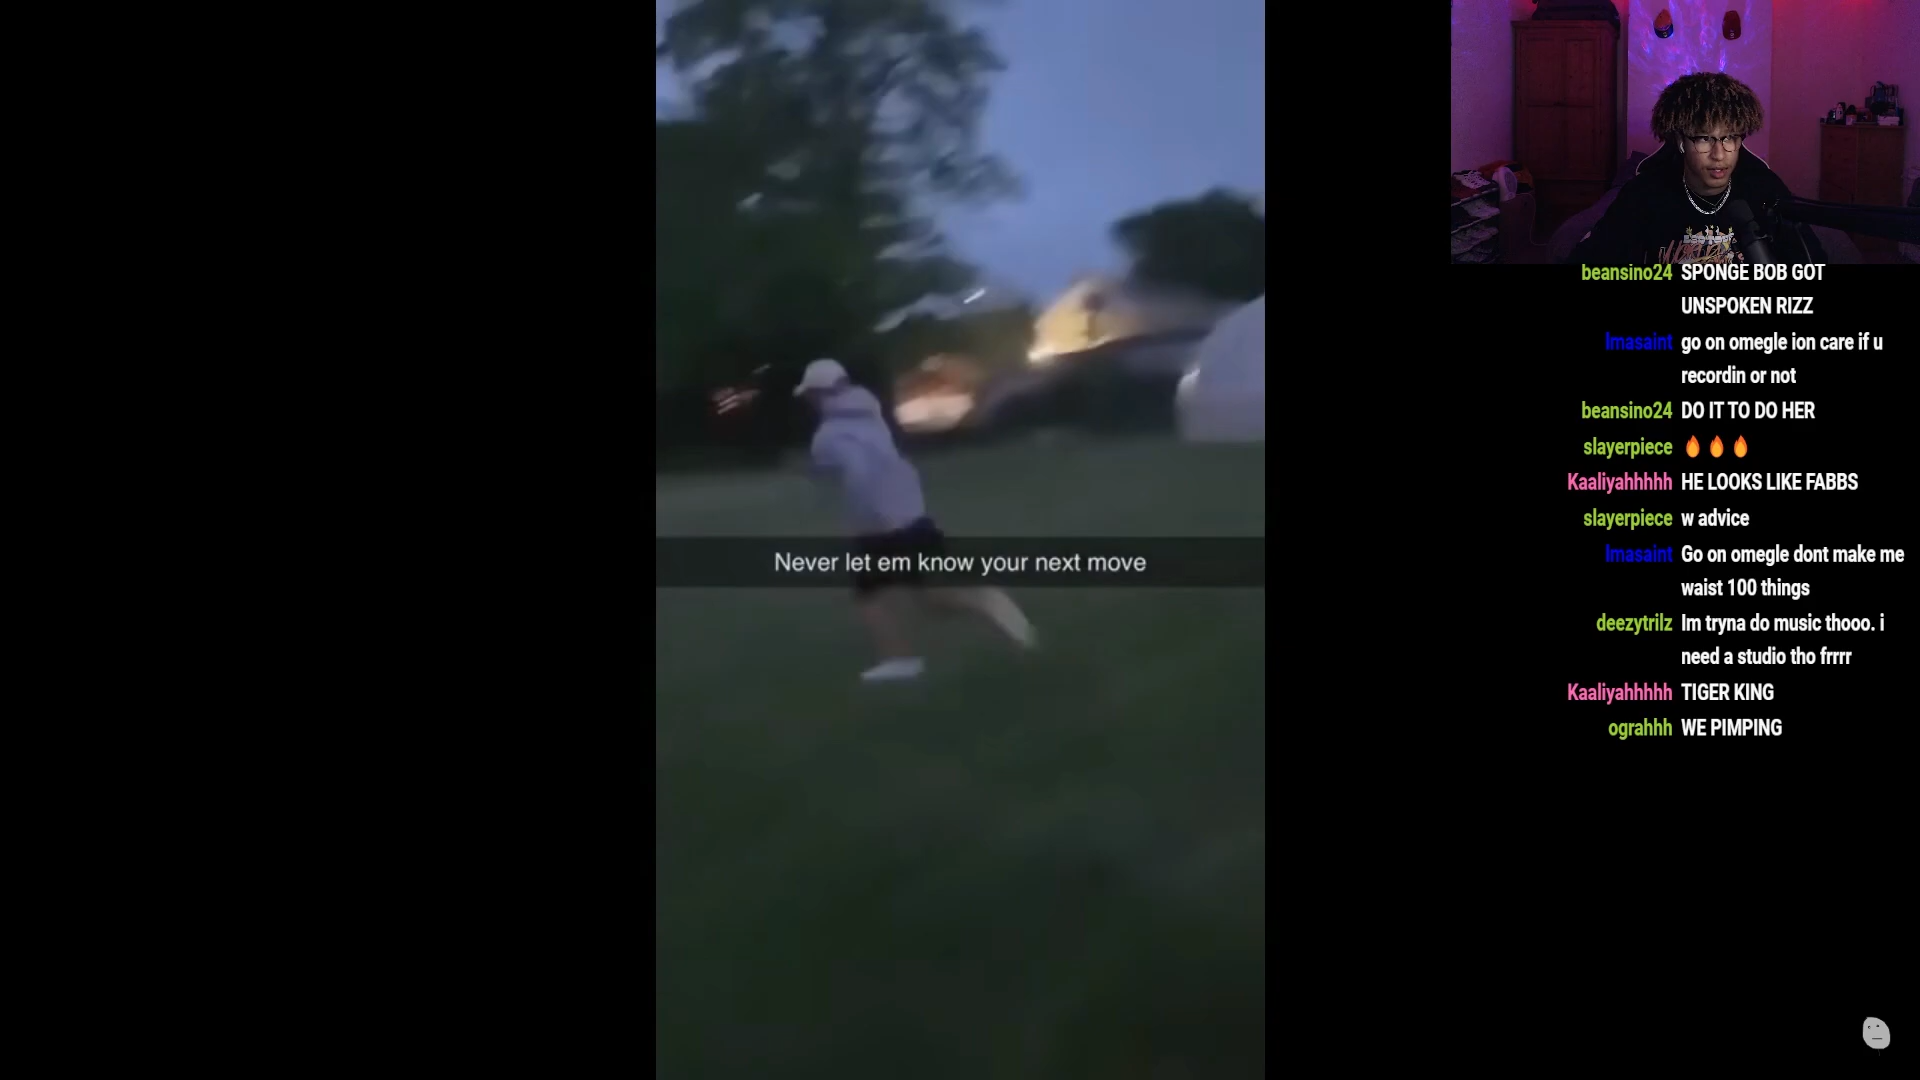 Never let em know your next move
beansino24 SPONGE BOB GOT
UNSPOKEN RIZZ
lmasaint go on omegle ion care if u
recordin or not
beansino24 DO IT TO DO HER
slayerpiece 🔥🔥🔥
Kaaliyahhhhh HE LOOKS LIKE FABBS
slayerpiece w advice
lmasaint Go on omegle dont make me
waist 100 things
deezytrilz Im tryna do music thooo. i
need a studio tho frrrr
Kaaliyahhhhh TIGER KING
ograhhh WE PIMPING